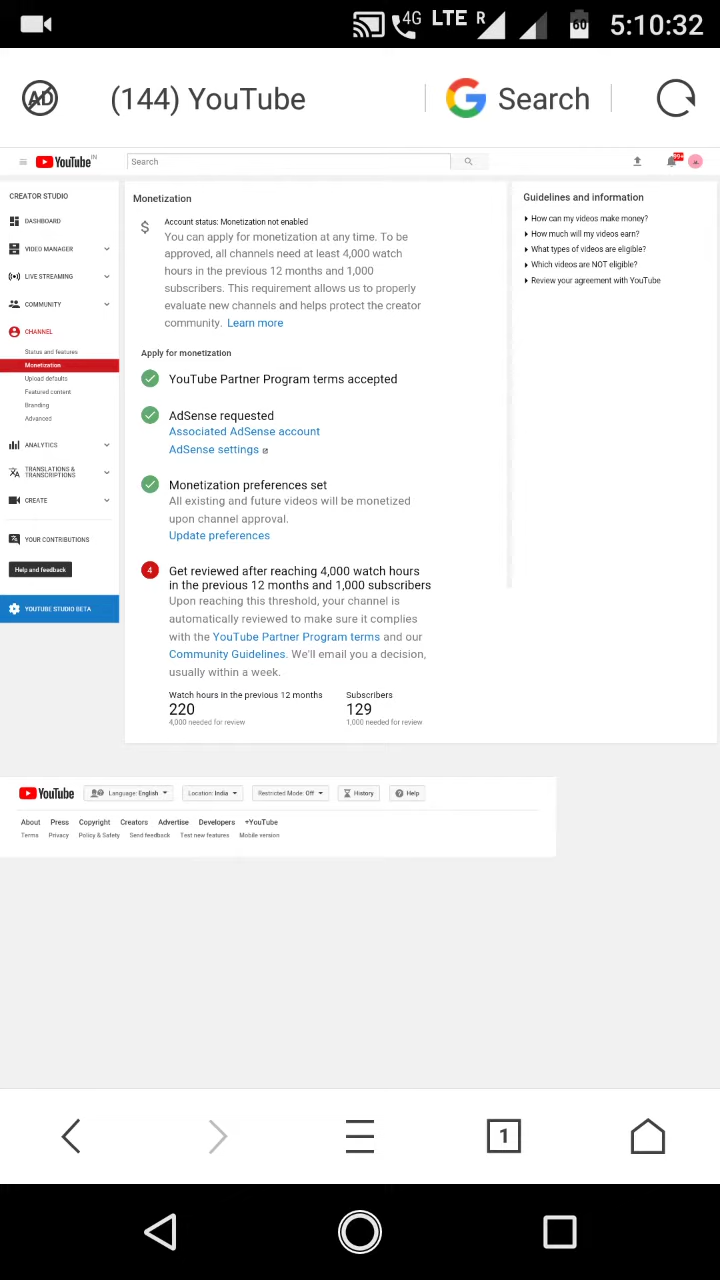 4G LTE R 60 5:10:32
AD (144) YouTube Search
YouTube IN Search 99+
CREATOR STUDIO
DASHBOARD
VIDEO MANAGER
LIVE STREAMING
COMMUNITY
CHANNEL
Status and features
Monetization
Upload defaults
Featured content
Branding
Advanced
ANALYTICS
TRANSLATIONS &
TRANSCRIPTIONS
CREATE
YOUR CONTRIBUTIONS
Help and feedback
YOUTUBE STUDIO BETA
Monetization
$ Account status: Monetization not enabled
You can apply for monetization at any time. To be
approved, all channels need at least 4,000 watch
hours in the previous 12 months and 1,000
subscribers. This requirement allows us to properly
evaluate new channels and helps protect the creator
community. Learn more
Apply for monetization
YouTube Partner Program terms accepted
AdSense requested
Associated AdSense account
AdSense settings
Monetization preferences set
All existing and future videos will be monetized
upon channel approval.
Update preferences
4 Get reviewed after reaching 4,000 watch hours
in the previous 12 months and 1,000 subscribers
Upon reaching this threshold, your channel is
automatically reviewed to make sure it complies
with the YouTube Partner Program terms and our
Community Guidelines. We'll email you a decision,
usually within a week.
Watch hours in the previous 12 months Subscribers
220 129
4,000 needed for review 1,000 needed for review
Guidelines and information
How can my videos make money?
How much will my videos earn?
What types of videos are eligible?
Which videos are NOT eligible?
Review your agreement with YouTube
YouTube Language: English Location: India Restricted Mode: Off History Help
About Press Copyright Creators Advertise Developers +YouTube
Terms Privacy Policy & Safety Send feedback Test new features Mobile version
1